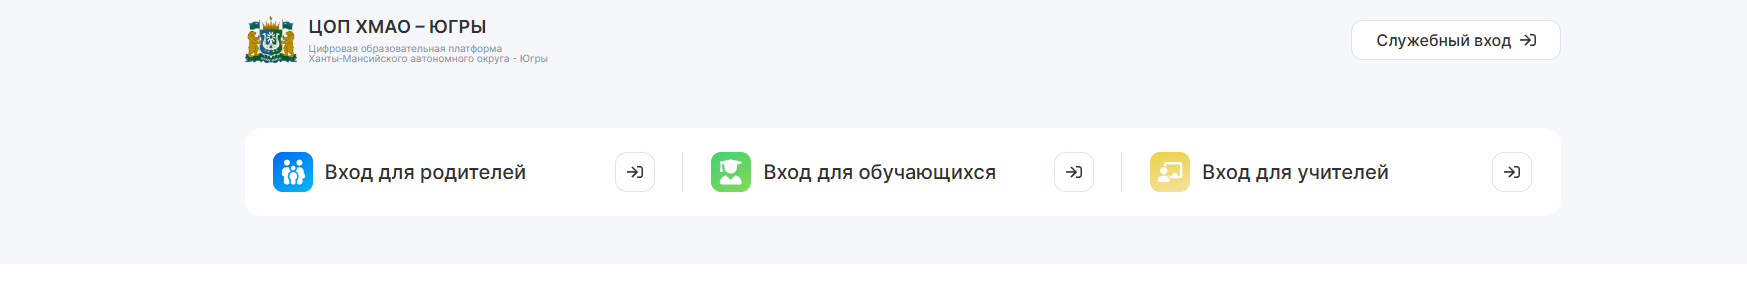 ЦОП ХМАО – ЮГРЫ
Цифровая образовательная платформа
Ханты-Мансийского автономного округа - Югры
Служебный вход
Вход для родителей
Вход для обучающихся
Вход для учителей